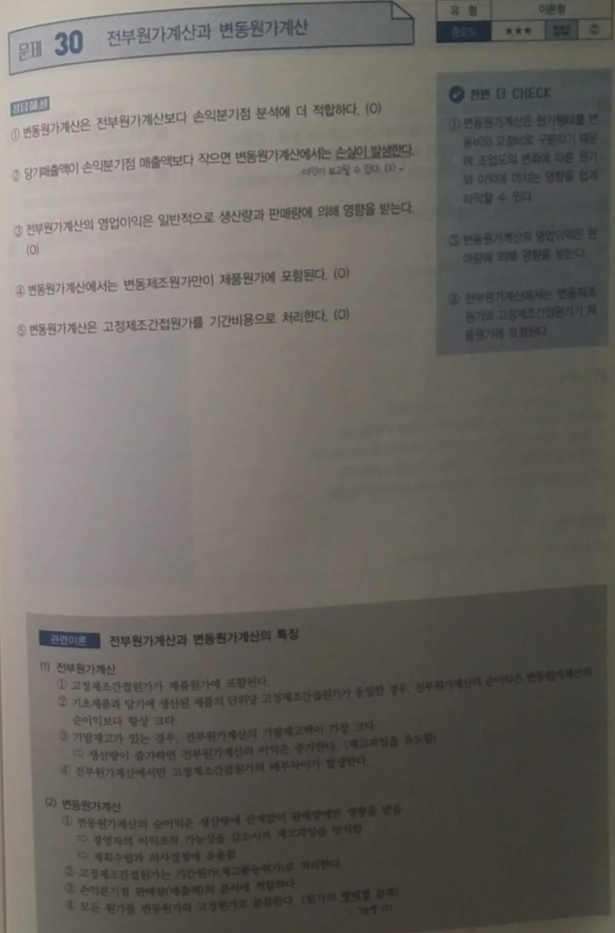 문제 30 전부원가계산과 변동원가계산
유 형 이론형
중요도 ★★★ 정답 ②
정답해설
① 변동원가계산은 전부원가계산보다 손익분기점 분석에 더 적합하다. (O)
② 당기매출액이 손익분기점 매출액보다 작으면 변동원가계산에서는 손실이 발생한다.
이익이 보고될 수 있다. (X)
③ 전부원가계산의 영업이익은 일반적으로 생산량과 판매량에 의해 영향을 받는다.
(O)
④ 변동원가계산에서는 변동제조원가만이 제품원가에 포함된다. (O)
⑤ 변동원가계산은 고정제조간접원가를 기간비용으로 처리한다. (O)
한번 더 CHECK
① 변동원가계산은 원가행태를 변
동비와 고정비로 구분하기 때문
에 조업도의 변화에 따른 원가
와 이익에 미치는 영향을 쉽게
파악할 수 있다.
③ 변동원가계산의 영업이익은 판
매량에 의해 영향을 받는다.
④ 전부원가계산에서는 변동제조
원가와 고정제조간접원가가 제
품원가에 포함된다.
관련이론 전부원가계산과 변동원가계산의 특징
(1) 전부원가계산
① 고정제조간접원가가 제품원가에 포함된다.
② 기초제품과 당기에 생산된 제품의 단위당 고정제조간접원가가 동일한 경우, 전부원가계산의 순이익은 변동원가계산의
순이익보다 항상 크다.
③ 기말재고가 있는 경우, 전부원가계산의 기말재고액이 가장 크다.
⇨ 생산량이 증가하면 전부원가계산의 이익은 증가한다. (재고과잉을 유도함)
④ 전부원가계산에서만 고정제조간접원가의 배부차이가 발생한다.
(2) 변동원가계산
① 변동원가계산의 순이익은 생산량에 관계없이 판매량에만 영향을 받음
⇨ 경영자의 이익조작 가능성을 감소시켜 재고과잉을 방지함
⇨ 계획수립과 의사결정에 유용함
② 고정제조간접원가는 기간원가(재고불능원가)로 처리한다.
③ 손익분기점 판매량(매출액)의 분석에 적합하다.
④ 모든 원가를 변동원가와 고정원가로 분류한다. (원가의 행태별 분류)